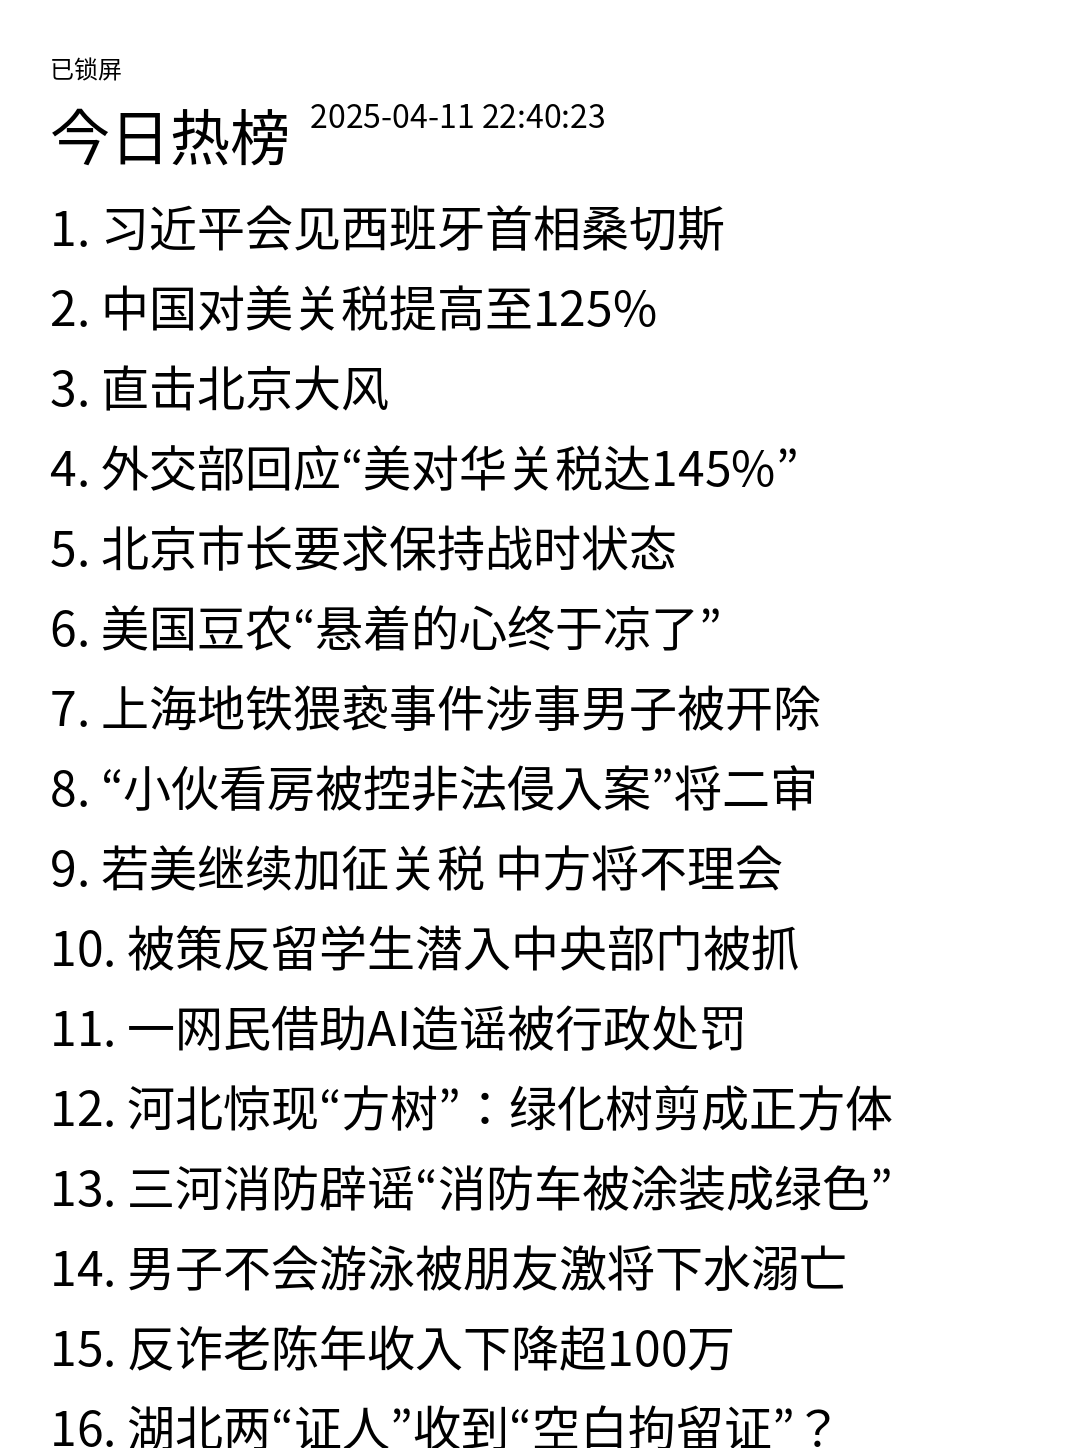 已锁屏
今日热榜 2025-04-11 22:40:23
1. 习近平会见西班牙首相桑切斯
2. 中国对美关税提高至125%
3. 直击北京大风
4. 外交部回应“美对华关税达145%”
5. 北京市长要求保持战时状态
6. 美国豆农“悬着的心终于凉了”
7. 上海地铁猥亵事件涉事男子被开除
8. “小伙看房被控非法侵入案”将二审
9. 若美继续加征关税 中方将不理会
10. 被策反留学生潜入中央部门被抓
11. 一网民借助AI造谣被行政处罚
12. 河北惊现“方树”：绿化树剪成正方体
13. 三河消防辟谣“消防车被涂装成绿色”
14. 男子不会游泳被朋友激将下水溺亡
15. 反诈老陈年收入下降超100万
16. 湖北两“证人”收到“空白拘留证”？